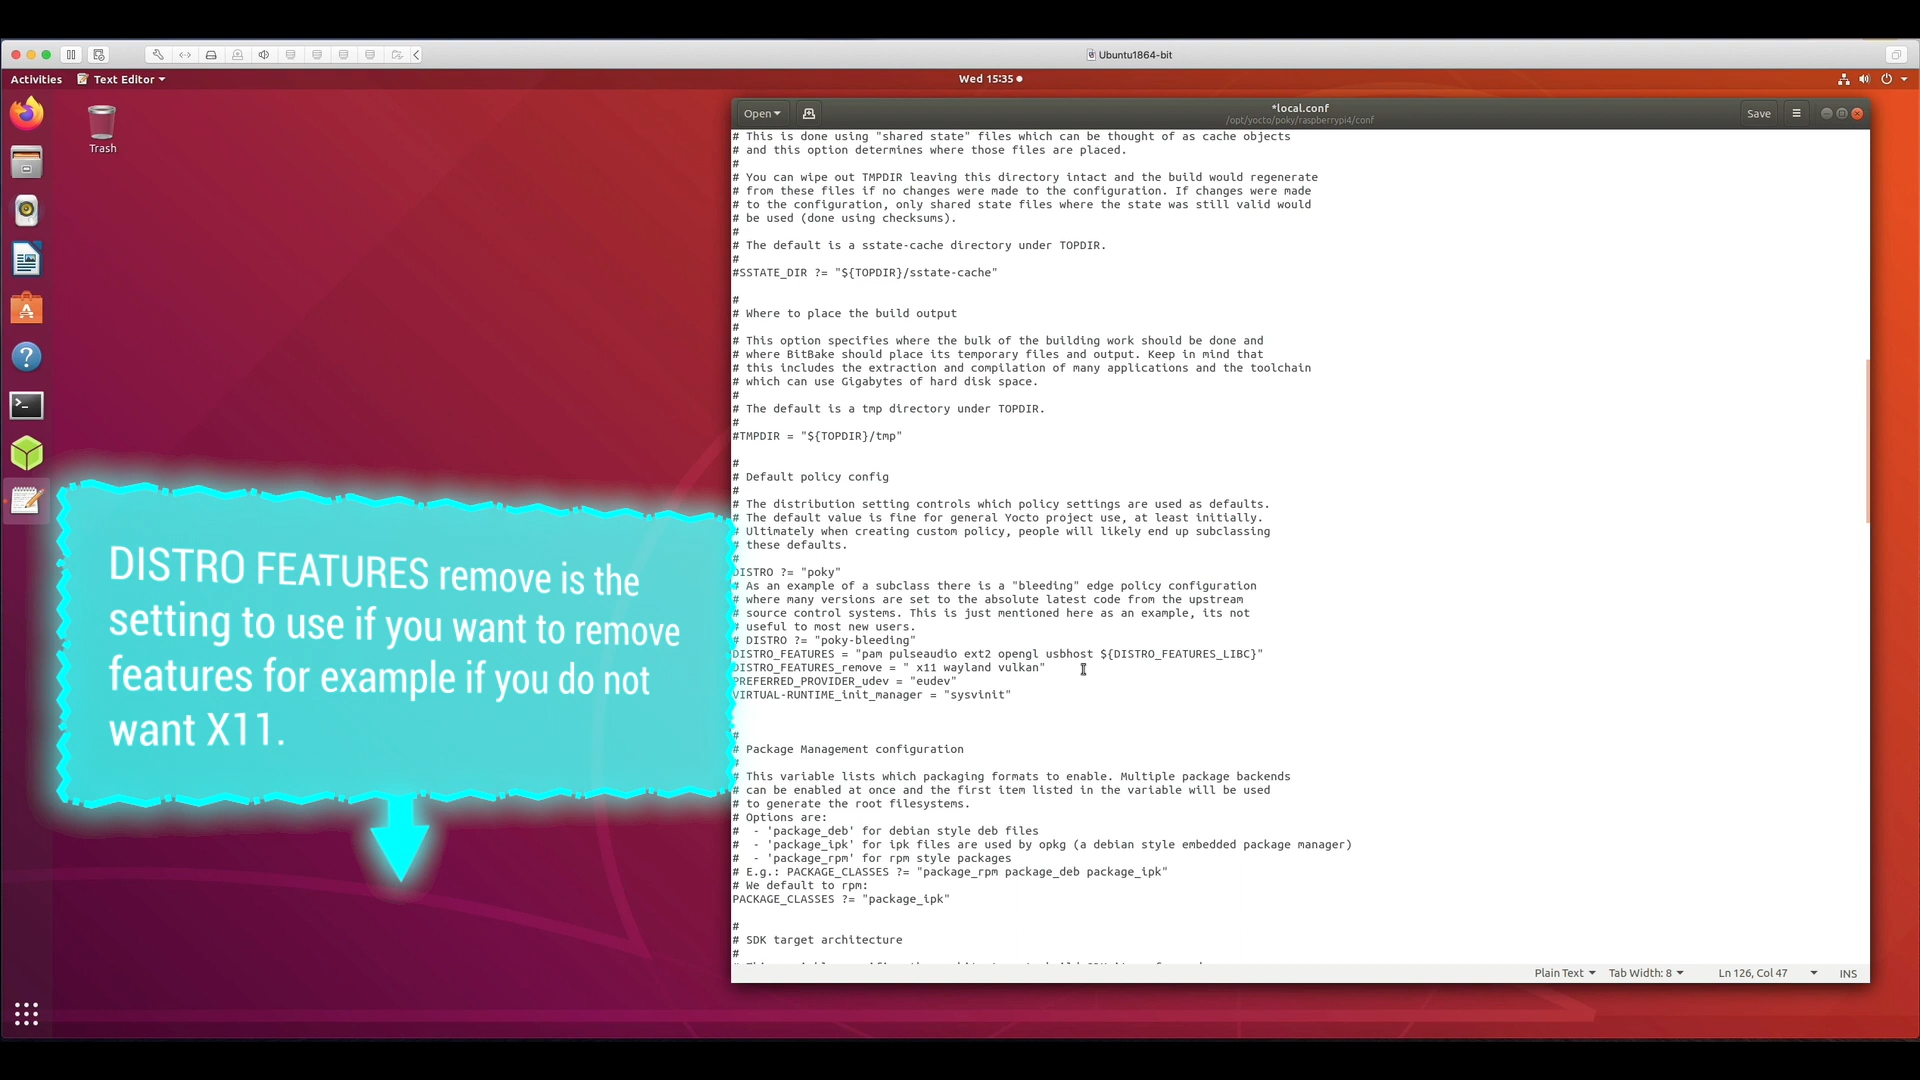 Ubuntu1864-bit
Activities
Text Editor
Wed 15:35
Trash
Open
*local.conf
/opt/yocto/poky/raspberrypi4/conf
Save
# This is done using "shared state" files which can be thought of as cache objects
# and this option determines where those files are placed.
#
# You can wipe out TMPDIR leaving this directory intact and the build would regenerate
# from these files if no changes were made to the configuration. If changes were made
# to the configuration, only shared state files where the state was still valid would
# be used (done using checksums).
#
# The default is a sstate-cache directory under TOPDIR.
#
#SSTATE_DIR ?= "${TOPDIR}/sstate-cache"
#
# Where to place the build output
#
# This option specifies where the bulk of the building work should be done and
# where BitBake should place its temporary files and output. Keep in mind that
# this includes the extraction and compilation of many applications and the toolchain
# which can use Gigabytes of hard disk space.
#
# The default is a tmp directory under TOPDIR.
#
#TMPDIR = "${TOPDIR}/tmp"
#
# Default policy config
#
# The distribution setting controls which policy settings are used as defaults.
# The default value is fine for general Yocto project use, at least initially.
# Ultimately when creating custom policy, people will likely end up subclassing
# these defaults.
#
DISTRO ?= "poky"
# As an example of a subclass there is a "bleeding" edge policy configuration
# where many versions are set to the absolute latest code from the upstream
# source control systems. This is just mentioned here as an example, its not
# useful to most new users.
# DISTRO ?= "poky-bleeding"
DISTRO_FEATURES = "pam pulseaudio ext2 opengl usbhost ${DISTRO_FEATURES_LIBC}"
DISTRO_FEATURES_remove = " x11 wayland vulkan"
PREFERRED_PROVIDER_udev = "eudev"
VIRTUAL-RUNTIME_init_manager = "sysvinit"
#
# Package Management configuration
#
# This variable lists which packaging formats to enable. Multiple package backends
# can be enabled at once and the first item listed in the variable will be used
# to generate the root filesystems.
# Options are:
#  - 'package_deb' for debian style deb files
#  - 'package_ipk' for ipk files are used by opkg (a debian style embedded package manager)
#  - 'package_rpm' for rpm style packages
# E.g.: PACKAGE_CLASSES ?= "package_rpm package_deb package_ipk"
# We default to rpm:
PACKAGE_CLASSES ?= "package_ipk"
#
# SDK target architecture
#
Plain Text
Tab Width: 8
Ln 126, Col 47
INS
DISTRO FEATURES remove is the
setting to use if you want to remove
features for example if you do not
want X11.